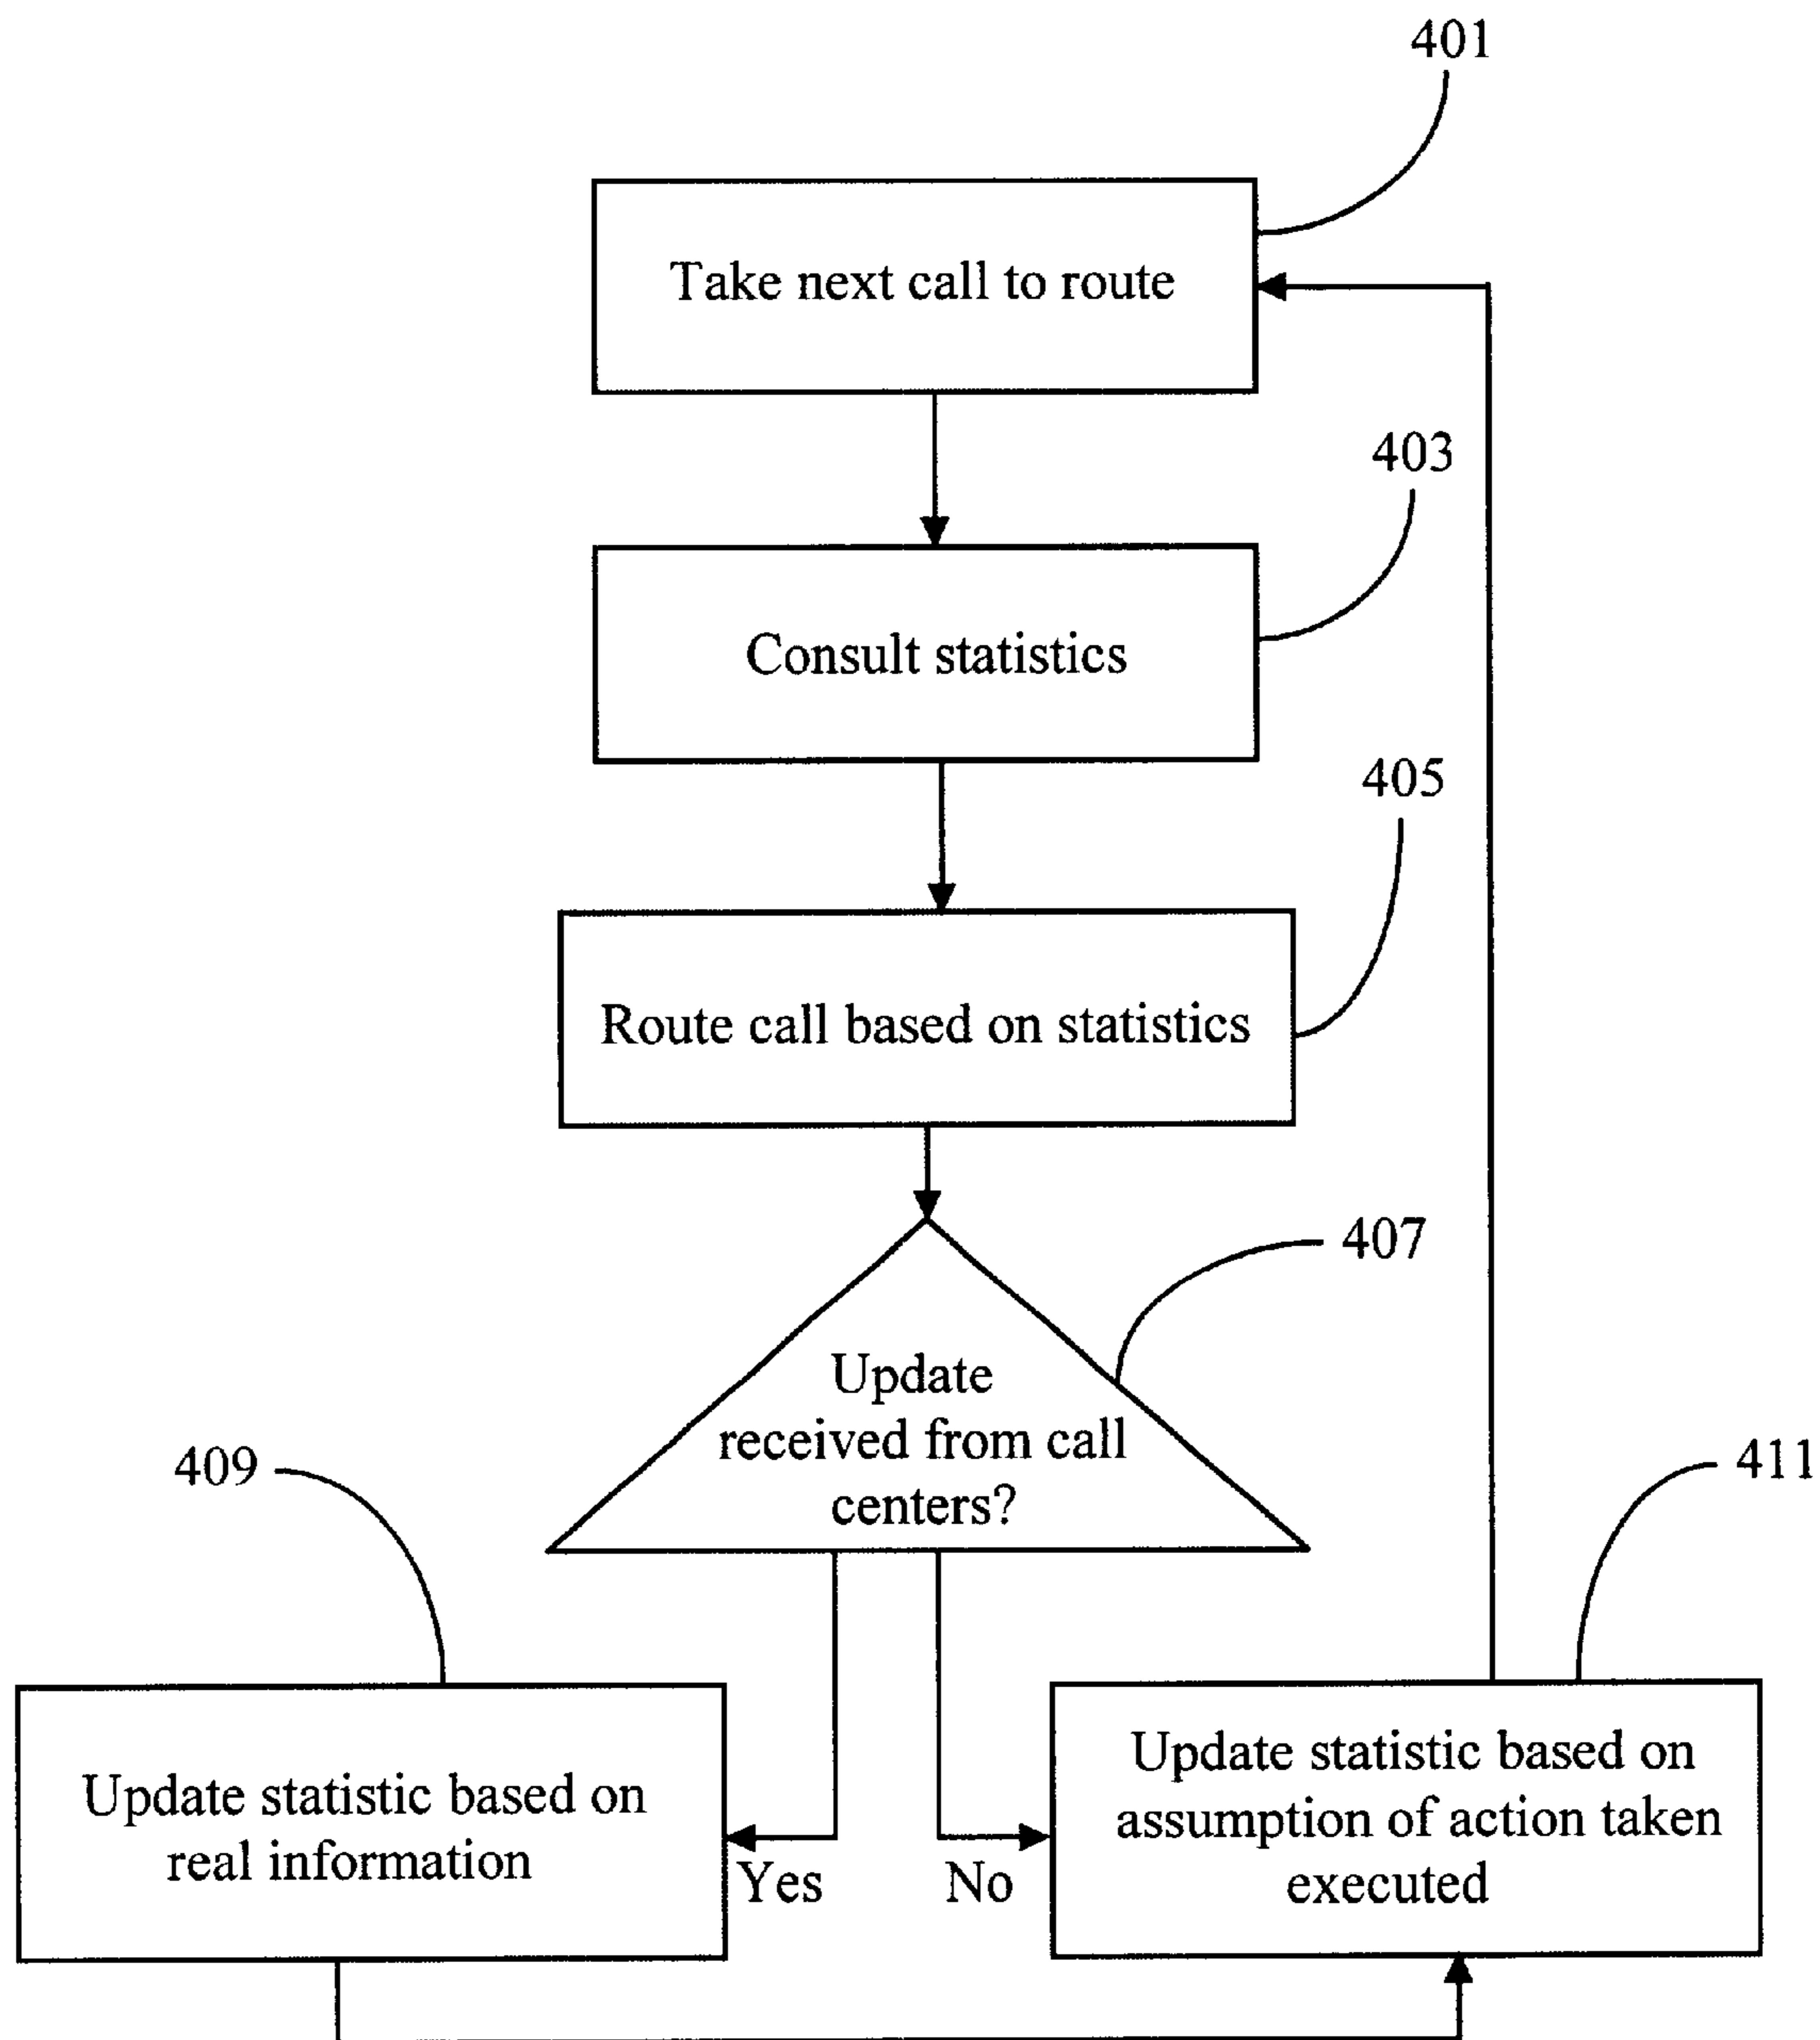 401
Take next call to route
403
Consult statistics
405
Route call based on statistics
407
Update
received from call
centers?
409
411
Update statistic based on
real information
Yes
No
Update statistic based on
assumption of action taken
executed